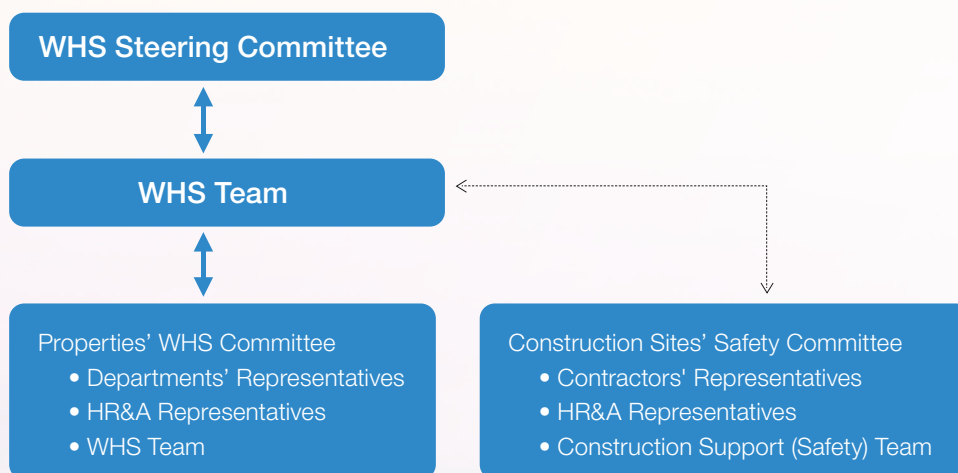 WHS Steering Committee
WHS Team
Properties’ WHS Committee
• Departments’ Representatives
• HR&A Representatives
• WHS Team
Construction Sites’ Safety Committee
• Contractors' Representatives
• HR&A Representatives
• Construction Support (Safety) Team